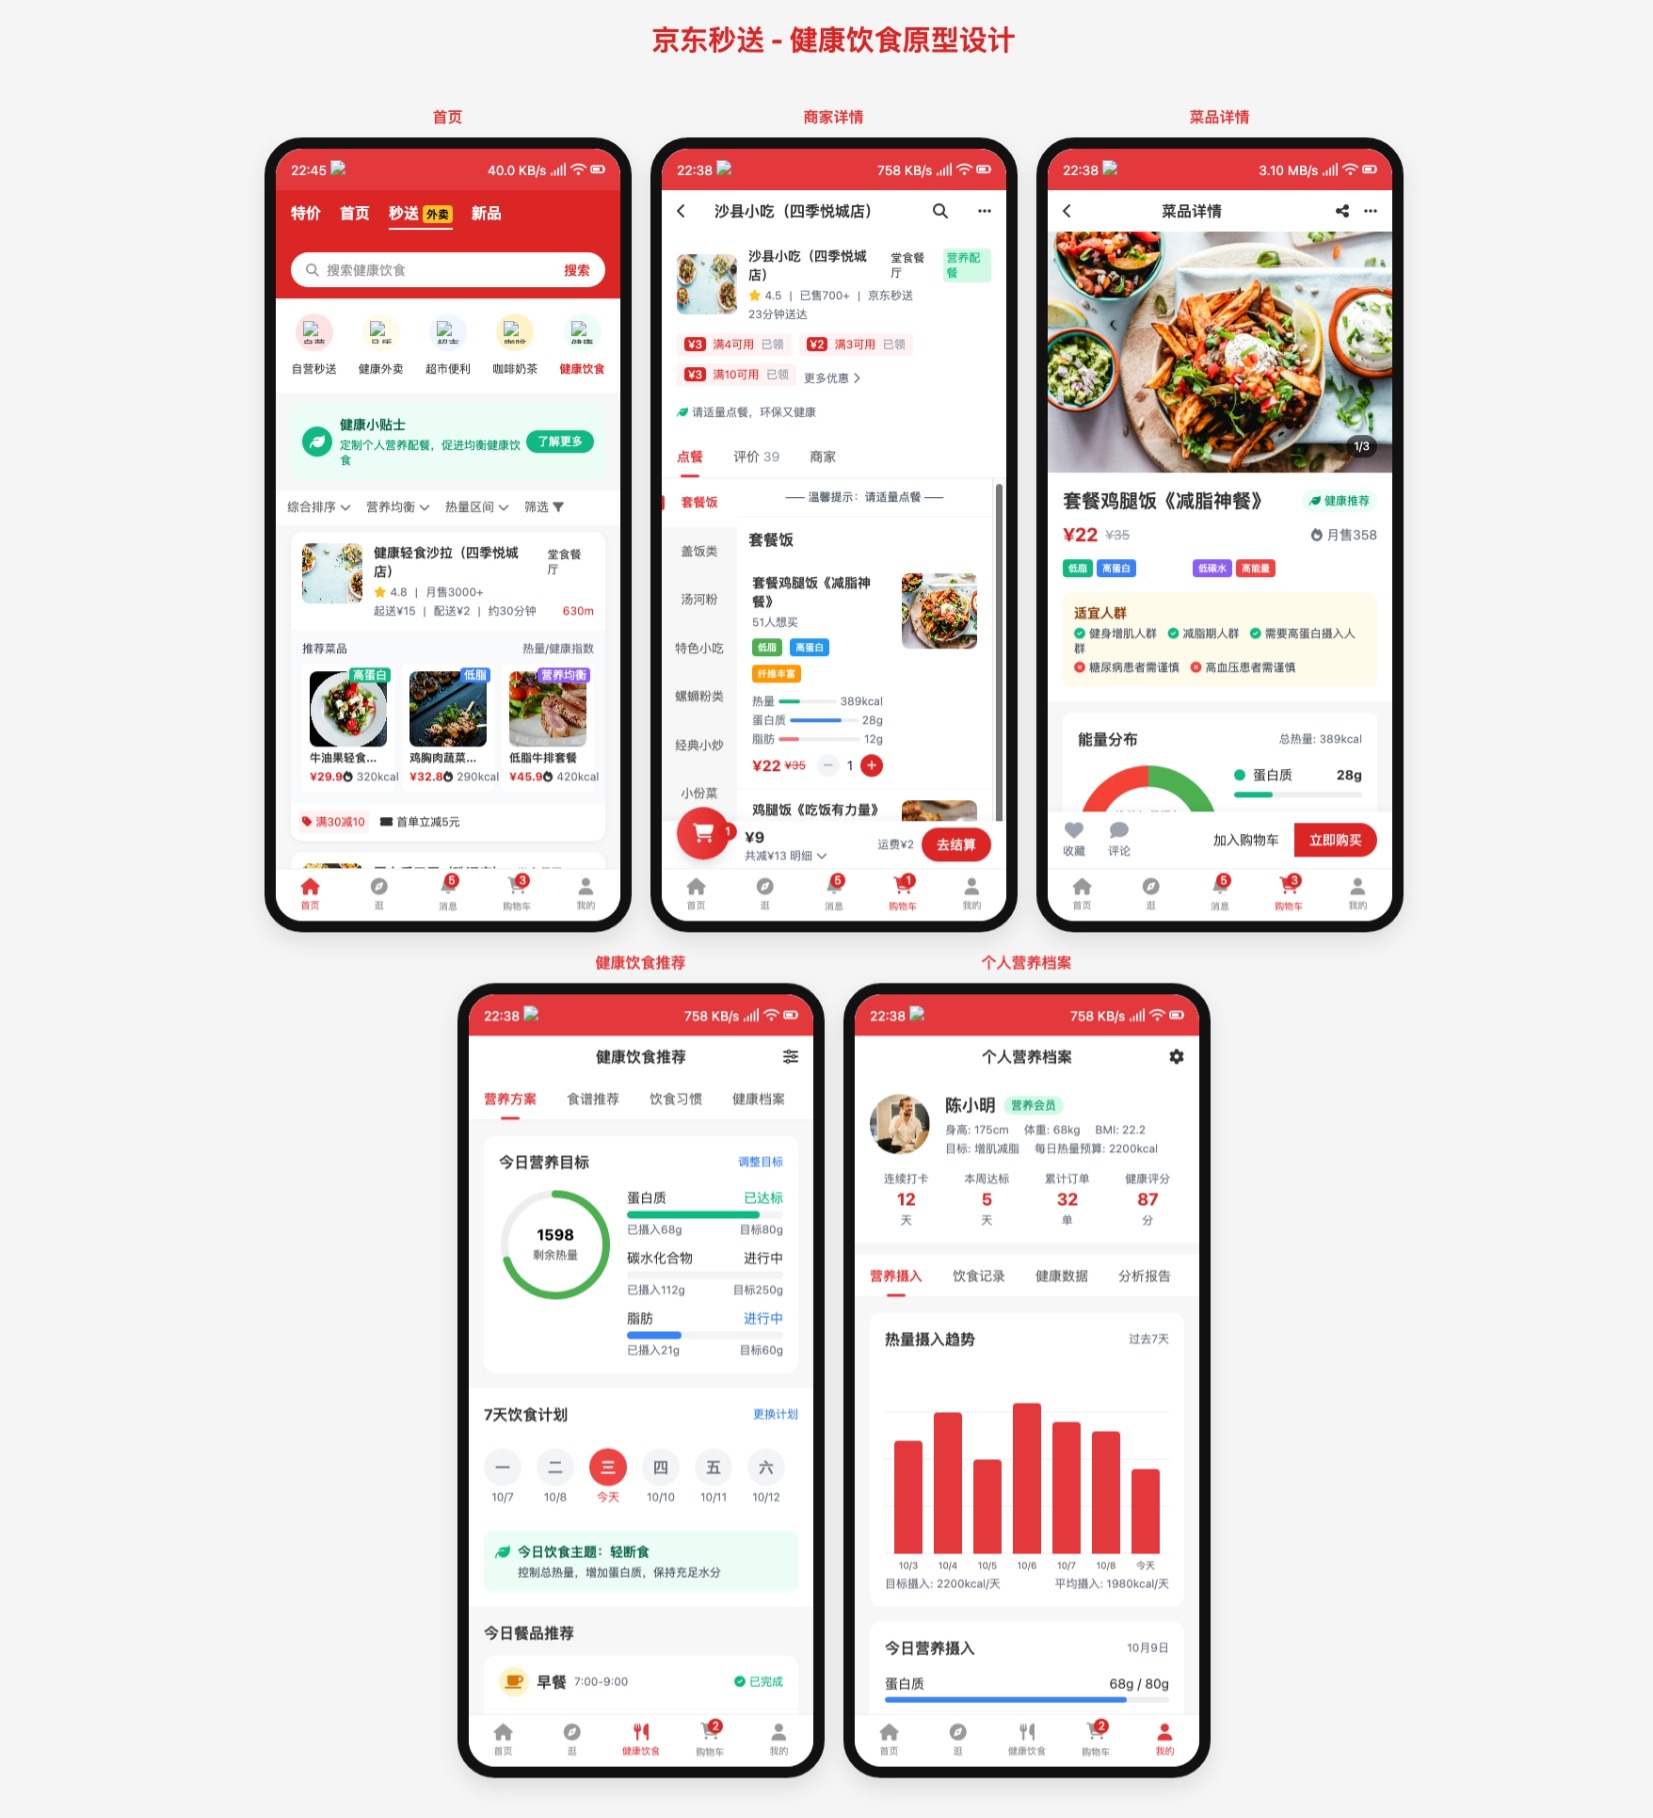 京东秒送 - 健康饮食原型设计
首页
22:45
40.0 KB/s
特价 首页 秒送 外卖 新品
搜索健康饮食 搜索
自营秒送 健康外卖 超市便利 咖啡奶茶 健康饮食
健康小贴士
定制个人营养配餐，促进均衡健康饮
食
了解更多
综合排序 营养均衡 热量区间 筛选
健康轻食沙拉（四季悦城
店）
堂食餐
厅
4.8 | 月售3000+
起送¥15 | 配送¥2 | 约30分钟 630m
推荐菜品 热量/健康指数
高蛋白 低脂 营养均衡
牛油果轻食... 鸡胸肉蔬菜... 低脂牛排套餐
¥29.9 320kcal ¥32.8 290kcal ¥45.9 420kcal
满30减10 首单立减5元
5 3
首页 逛 消息 购物车 我的
商家详情
22:38
758 KB/s
沙县小吃（四季悦城店）
沙县小吃（四季悦城
店）
堂食餐
厅
营养配
餐
4.5 | 已售700+ | 京东秒送
23分钟送达
¥3 满4可用 已领 ¥2 满3可用 已领
¥3 满10可用 已领 更多优惠
请适量点餐，环保又健康
点餐 评价 39 商家
套餐饭
盖饭类
汤河粉
特色小吃
螺蛳粉类
经典小炒
小份菜
温馨提示：请适量点餐
套餐饭
套餐鸡腿饭《减脂神
餐》
51人想买
低脂 高蛋白
纤维丰富
热量 389kcal
蛋白质 28g
脂肪 12g
¥22 ¥35 1
鸡腿饭《吃饭有力量》
1
¥9
共减¥13 明细
运费¥2 去结算
5 1
首页 逛 消息 购物车 我的
菜品详情
22:38
3.10 MB/s
菜品详情
1/3
套餐鸡腿饭《减脂神餐》 健康推荐
¥22 ¥35 月售358
低脂 高蛋白 低碳水 高能量
适宜人群
健身增肌人群 减脂期人群 需要高蛋白摄入人
群
糖尿病患者需谨慎 高血压患者需谨慎
能量分布 总热量: 389kcal
蛋白质 28g
收藏 评论 加入购物车 立即购买
5 3
首页 逛 消息 购物车 我的
健康饮食推荐
22:38
758 KB/s
健康饮食推荐
营养方案 食谱推荐 饮食习惯 健康档案
今日营养目标 调整目标
1598
剩余热量
蛋白质 已达标
已摄入68g 目标80g
碳水化合物 进行中
已摄入112g 目标250g
脂肪 进行中
已摄入21g 目标60g
7天饮食计划 更换计划
一 二 三 四 五 六
10/7 10/8 今天 10/10 10/11 10/12
今日饮食主题：轻断食
控制总热量，增加蛋白质，保持充足水分
今日餐品推荐
早餐 7:00-9:00 已完成
2
首页 逛 健康饮食 购物车 我的
个人营养档案
22:38
758 KB/s
个人营养档案
陈小明 营养会员
身高: 175cm 体重: 68kg BMI: 22.2
目标: 增肌减脂 每日热量预算: 2200kcal
连续打卡 本周达标 累计订单 健康评分
12 5 32 87
天 天 单 分
营养摄入 饮食记录 健康数据 分析报告
热量摄入趋势 过去7天
10/3 10/4 10/5 10/6 10/7 10/8 今天
目标摄入: 2200kcal/天 平均摄入: 1980kcal/天
今日营养摄入 10月9日
蛋白质 68g / 80g
2
首页 逛 健康饮食 购物车 我的